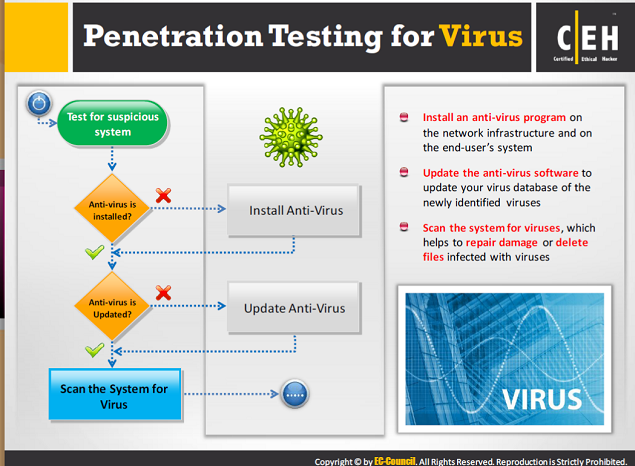 Penetration Testing for Virus
CEH
Certified Ethical Hacker
Test for suspicious
system
Anti-virus is
installed?
Install Anti-Virus
Anti-virus is
Updated?
Update Anti-Virus
Scan the System for
Virus
Install an anti-virus program on
the network infrastructure and on
the end-user's system
Update the anti-virus software to
update your virus database of the
newly identified viruses
Scan the system for viruses, which
helps to repair damage or delete
files infected with viruses
VIRUS
Copyright © by EC-Council. All Rights Reserved. Reproduction is Strictly Prohibited.